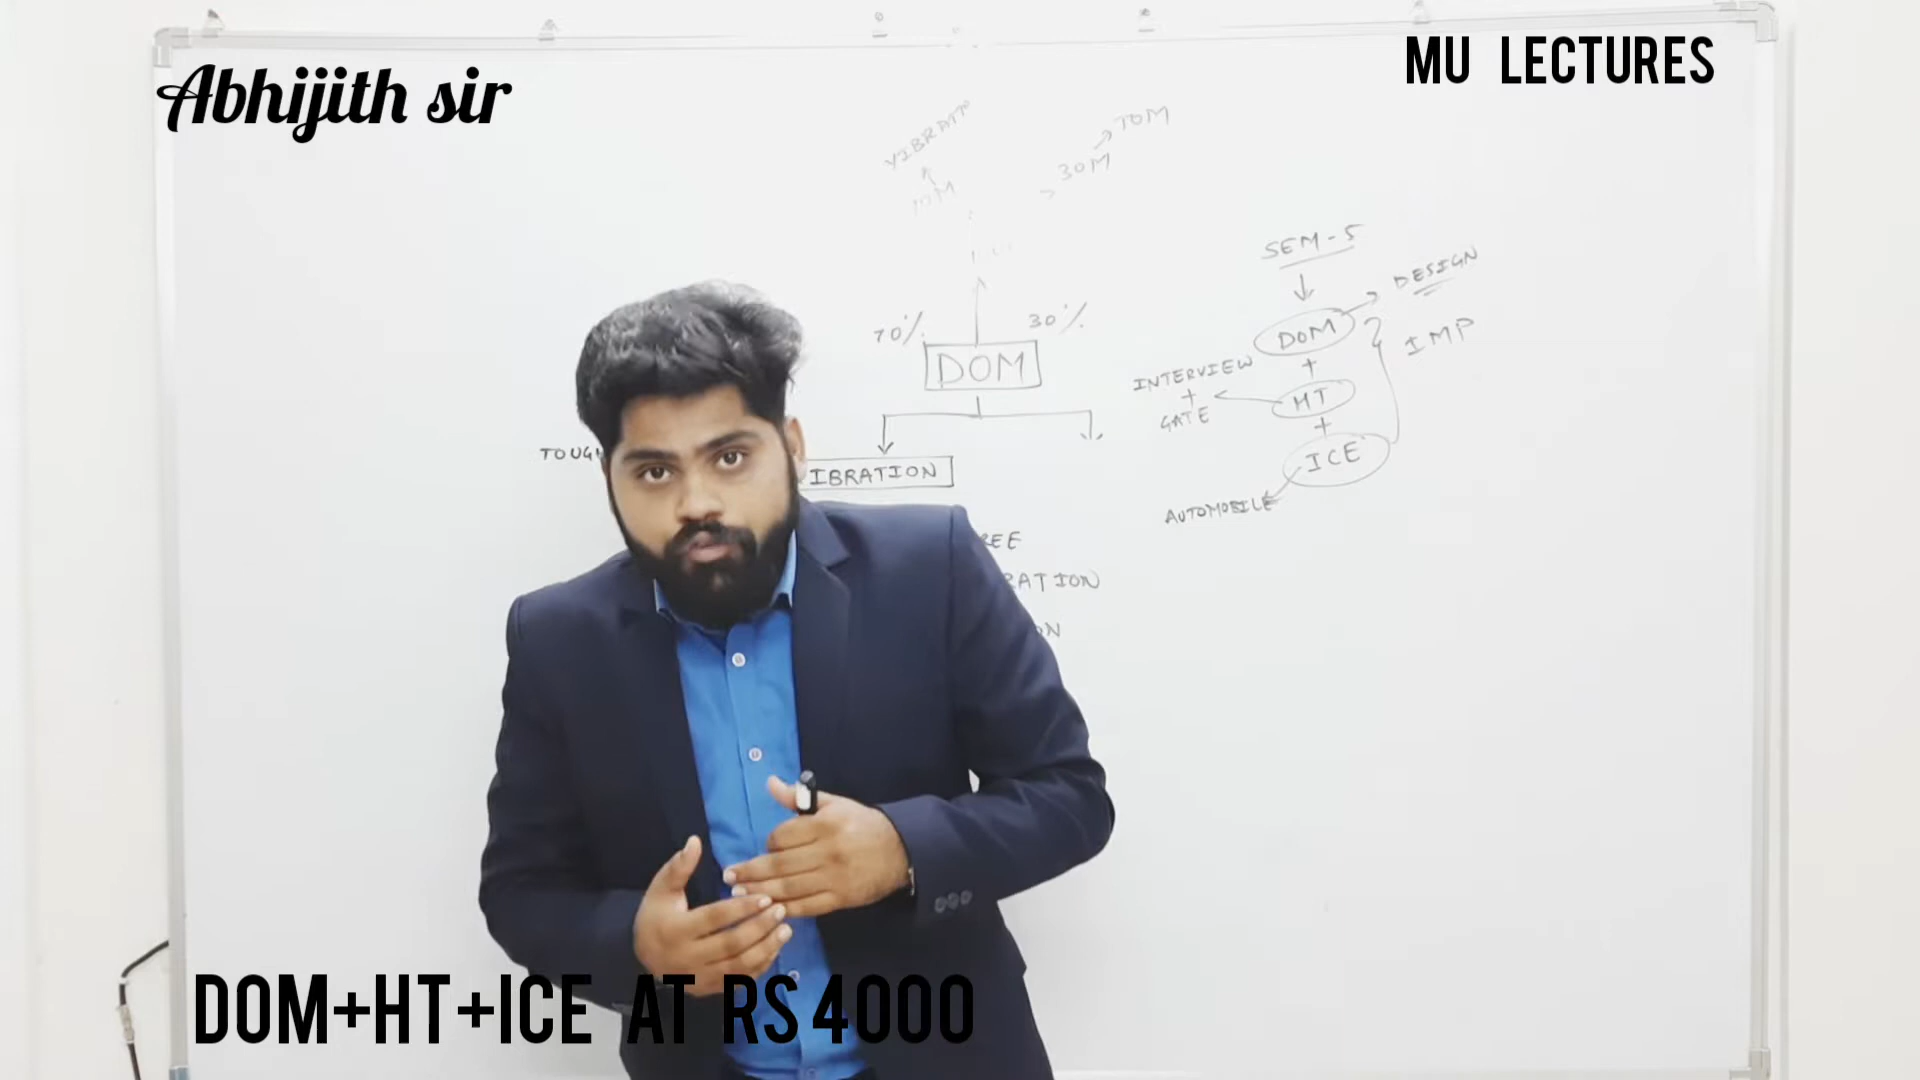 Abhijith sir
MU LECTURES
TOM
30M
SEM-5
DESIGN
70%
30%
DOM
DOM
IMP
INTERVIEW
+
+
GATE
HT
+
TOUG
IBRATION
ICE
AUTOMOBILE
REE
RATION
ON
DOM+HT+ICE AT RS 4000